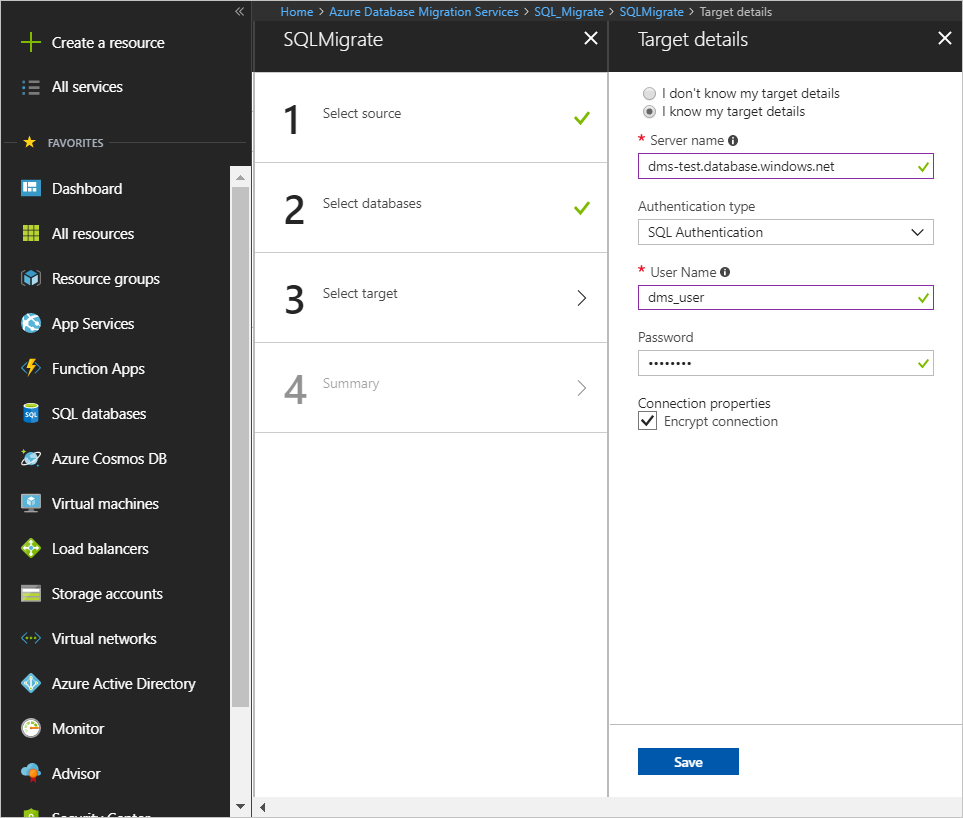 Home > Azure Database Migration Services > SQL_Migrate > SQLMigrate > Target details
«
Create a resource
All services
FAVORITES
Dashboard
All resources
Resource groups
App Services
Function Apps
SQL databases
Azure Cosmos DB
Virtual machines
Load balancers
Storage accounts
Virtual networks
Azure Active Directory
Monitor
Advisor
Security Center
SQLMigrate
1 Select source
2 Select databases
3 Select target
4 Summary
Target details
I don't know my target details
I know my target details
* Server name
dms-test.database.windows.net
Authentication type
SQL Authentication
* User Name
dms_user
Password
••••••••
Connection properties
Encrypt connection
Save